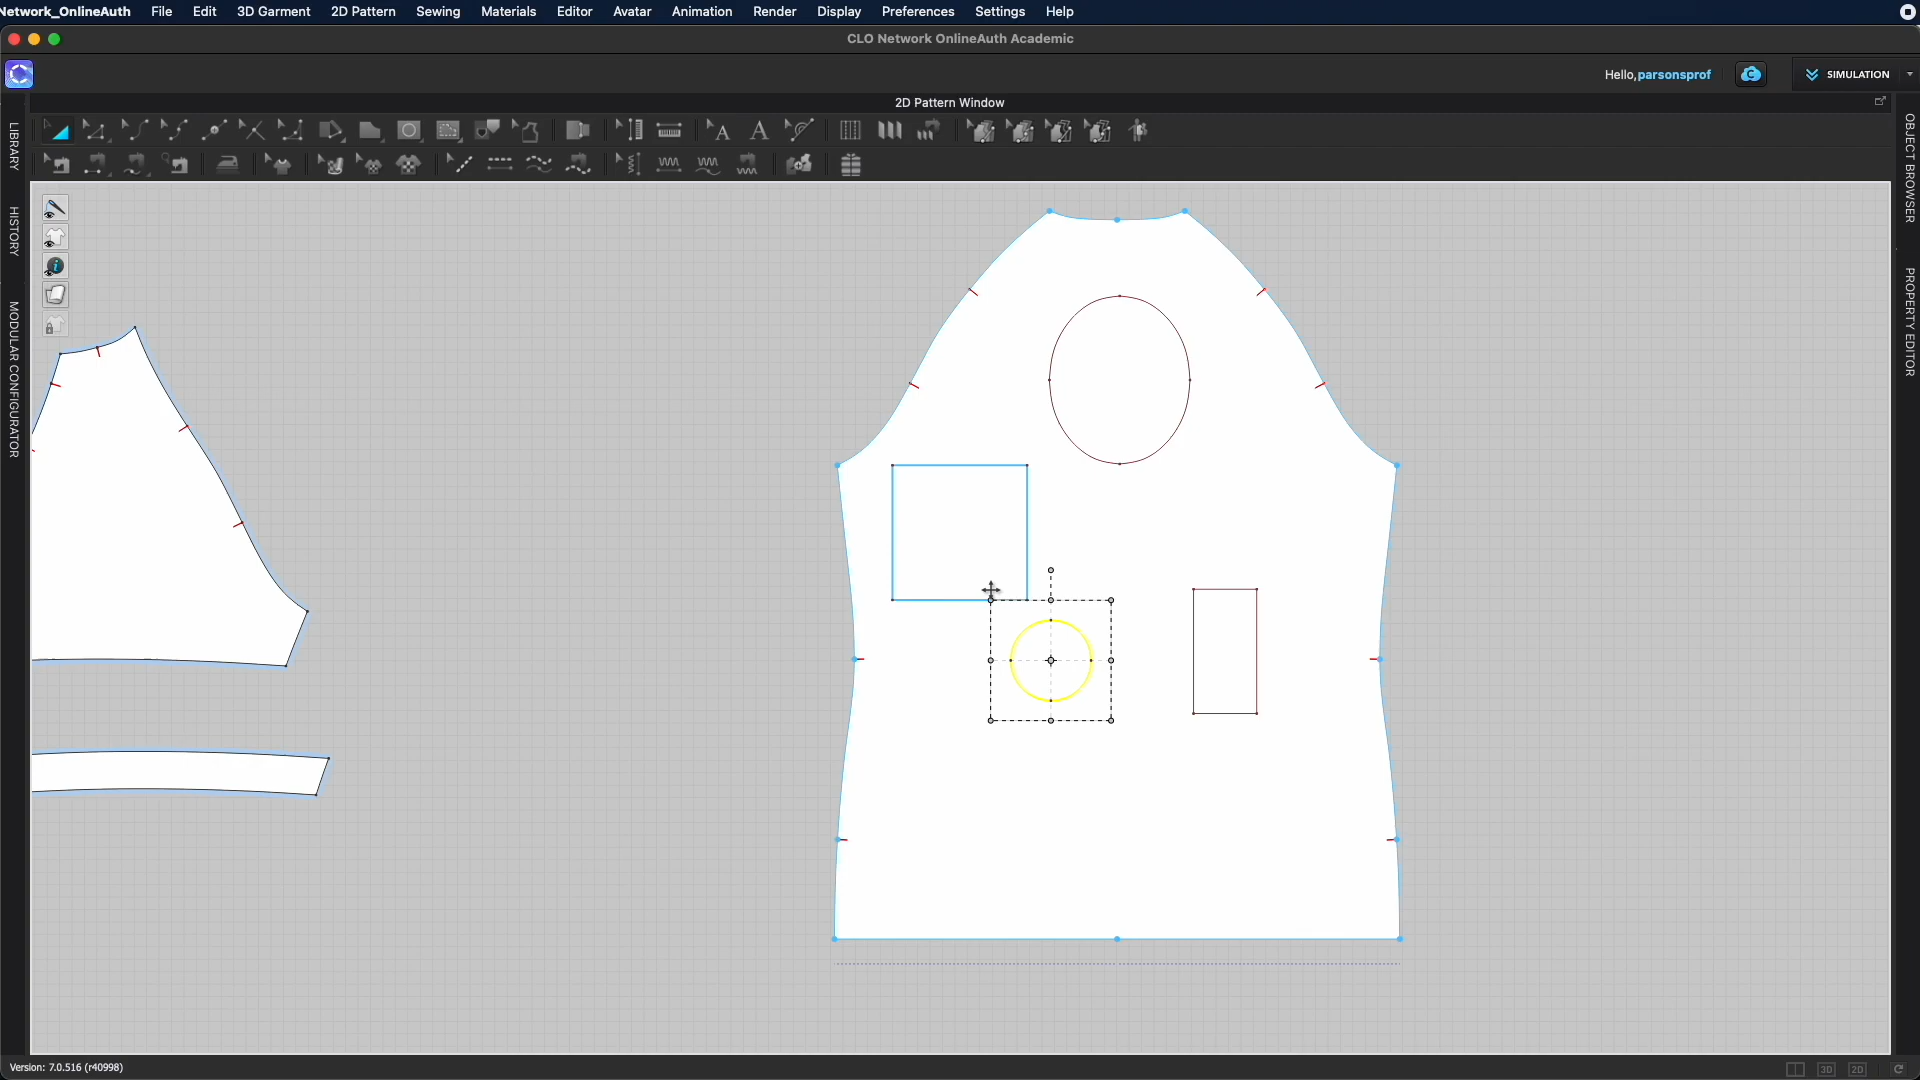 Network_OnlineAuth File Edit 3D Garment 2D Pattern Sewing Materials Editor Avatar Animation Render Display Preferences Settings Help
CLO Network OnlineAuth Academic
Hello, parsonsprof
SIMULATION
2D Pattern Window
LIBRARY
HISTORY
MODULAR CONFIGURATOR
OBJECT BROWSER
PROPERTY EDITOR
Version: 7.0.516 (r40998)
3D 2D